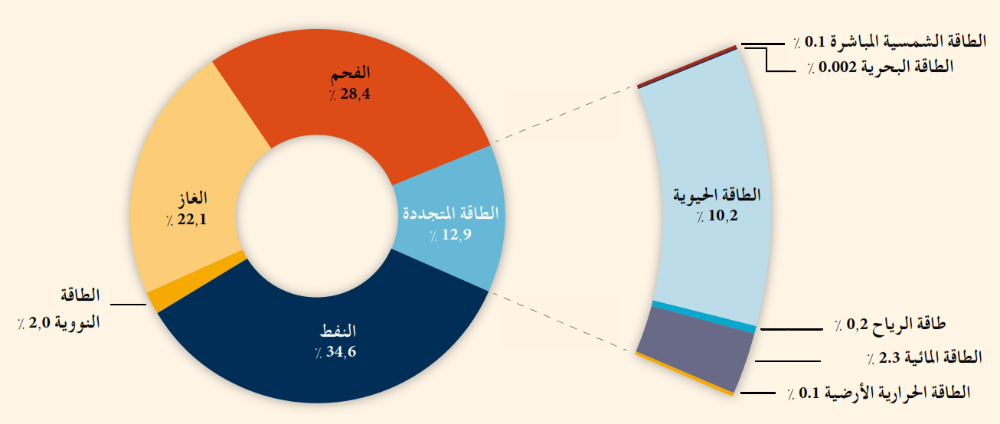 الفحم
28,4 ٪
الطاقة المتجددة
12,9 ٪
النفط
34,6 ٪
الطاقة
النووية 2,0 ٪
الغاز
22,1 ٪
الطاقة الشمسية المباشرة 0.1 ٪
الطاقة البحرية 0.002 ٪
الطاقة الحيوية
10,2 ٪
طاقة الرياح 0,2 ٪
الطاقة المائية 2.3 ٪
الطاقة الحرارية الأرضية 0.1 ٪